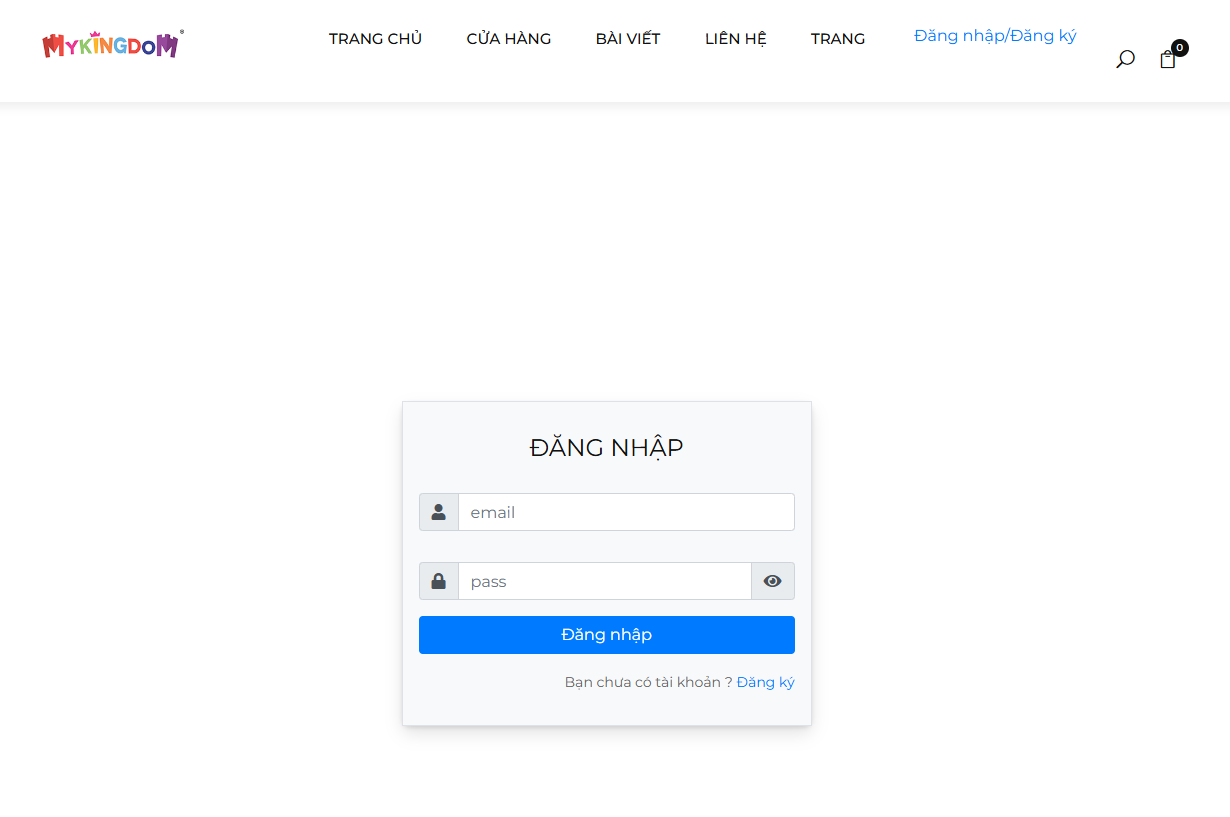 MYKINGDOM®
TRANG CHỦ CỬA HÀNG BÀI VIẾT LIÊN HỆ TRANG Đăng nhập/Đăng ký
0
ĐĂNG NHẬP
email
pass
Đăng nhập
Bạn chưa có tài khoản ? Đăng ký